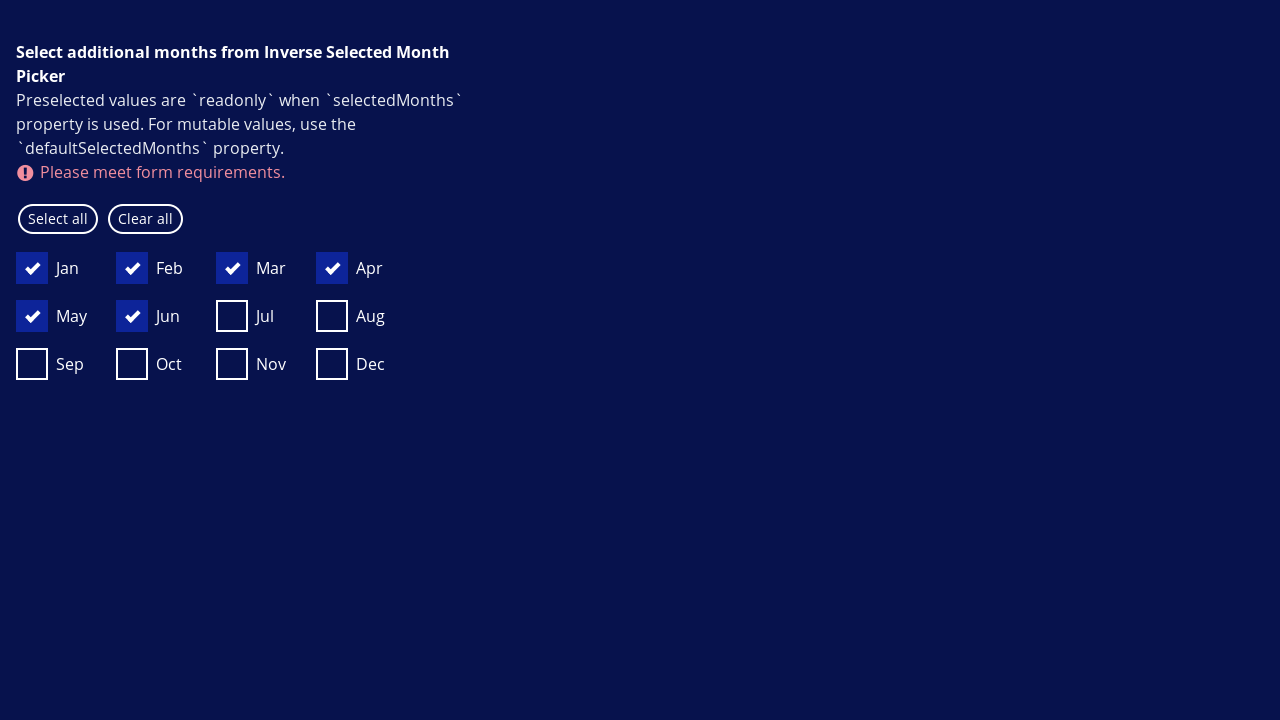 Select additional months from Inverse Selected Month
Picker
Preselected values are `readonly` when `selectedMonths`
property is used. For mutable values, use the
`defaultSelectedMonths` property.
Please meet form requirements.
Select all Clear all
Jan Feb Mar Apr
May Jun Jul Aug
Sep Oct Nov Dec